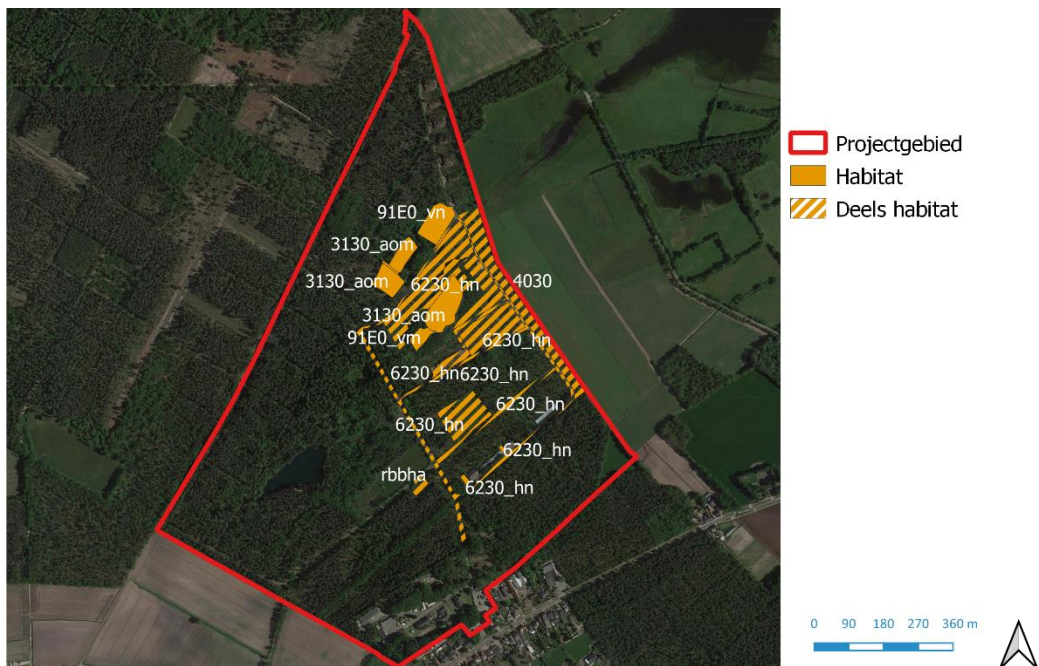 Projectgebied
Habitat
Deels habitat
91E0_vn
3130_aom
3130_aom
6230_hn
4030
3130_aom
91E0_vm
6230_hn
6230_hn
6230_hn
6230_hn
6230_hn
6230_hn
rbbha
6230_hn
0 90 180 270 360 m